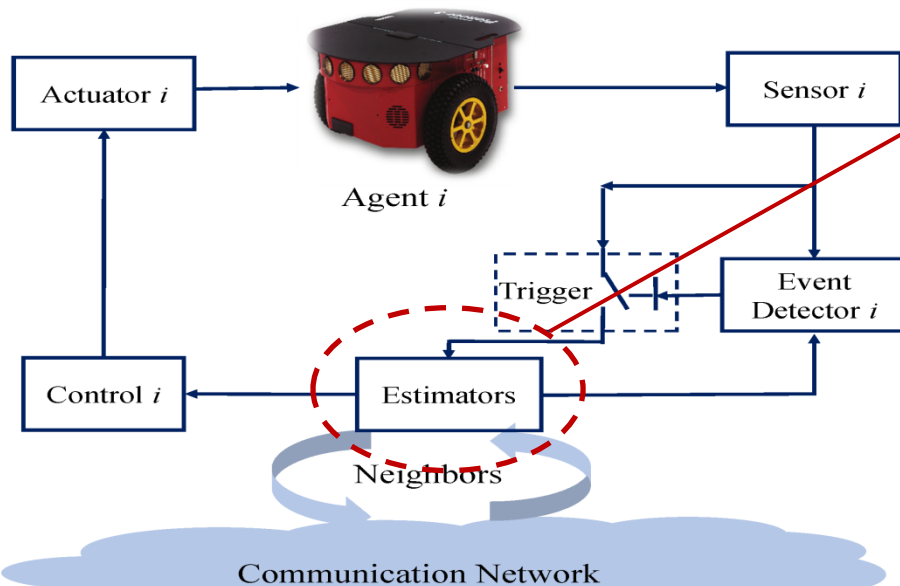 Actuator i
Agent i
Sensor i
Trigger
Event
Detector i
Control i
Estimators
Neighbors
Communication Network